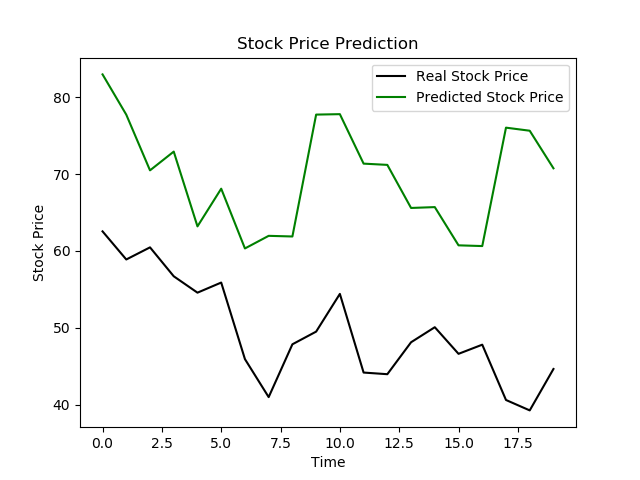 Stock Price Prediction
Real Stock Price
Predicted Stock Price
Stock Price
80
70
60
50
40
0.0 2.5 5.0 7.5 10.0 12.5 15.0 17.5
Time